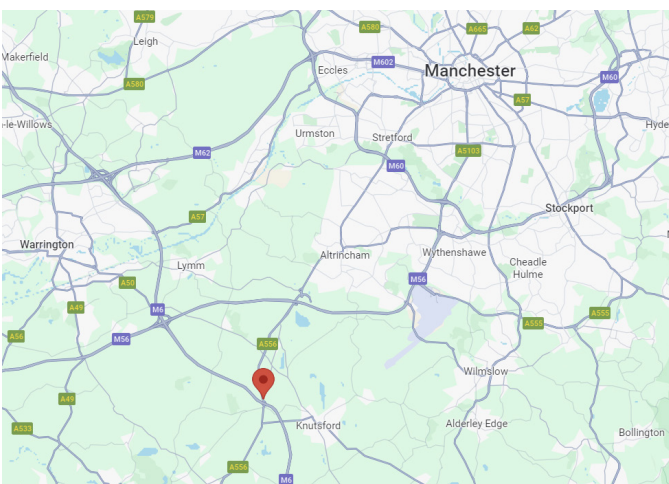 A579
A580
A665
A62
Leigh
Makerfield
M602
Eccles
Manchester
M60
A580
A57
-le-Willows
Hyde
Urmston
Stretford
M62
A5103
M60
Stockport
A57
Warrington
Altrincham
Wythenshawe
Lymm
Cheadle
Hulme
M56
A50
A49
M6
A555
A555
A56
M56
A556
Wilmslow
A49
Knutsford
Alderley Edge
A533
Bollington
A556
M6